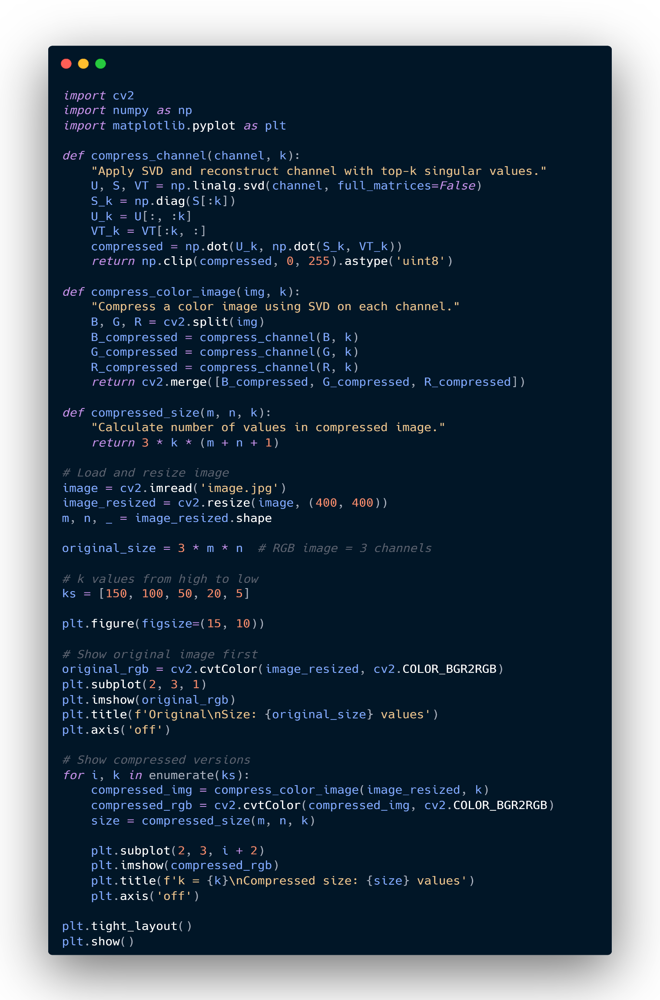 import cv2
import numpy as np
import matplotlib.pyplot as plt

def compress_channel(channel, k):
    "Apply SVD and reconstruct channel with top-k singular values."
    U, S, VT = np.linalg.svd(channel, full_matrices=False)
    S_k = np.diag(S[:k])
    U_k = U[:, :k]
    VT_k = VT[:k, :]
    compressed = np.dot(U_k, np.dot(S_k, VT_k))
    return np.clip(compressed, 0, 255).astype('uint8')

def compress_color_image(img, k):
    "Compress a color image using SVD on each channel."
    B, G, R = cv2.split(img)
    B_compressed = compress_channel(B, k)
    G_compressed = compress_channel(G, k)
    R_compressed = compress_channel(R, k)
    return cv2.merge([B_compressed, G_compressed, R_compressed])

def compressed_size(m, n, k):
    "Calculate number of values in compressed image."
    return 3 * k * (m + n + 1)

# Load and resize image
image = cv2.imread('image.jpg')
image_resized = cv2.resize(image, (400, 400))
m, n, _ = image_resized.shape

original_size = 3 * m * n  # RGB image = 3 channels

# k values from high to low
ks = [150, 100, 50, 20, 5]

plt.figure(figsize=(15, 10))

# Show original image first
original_rgb = cv2.cvtColor(image_resized, cv2.COLOR_BGR2RGB)
plt.subplot(2, 3, 1)
plt.imshow(original_rgb)
plt.title(f'Original\nSize: {original_size} values')
plt.axis('off')

# Show compressed versions
for i, k in enumerate(ks):
    compressed_img = compress_color_image(image_resized, k)
    compressed_rgb = cv2.cvtColor(compressed_img, cv2.COLOR_BGR2RGB)
    size = compressed_size(m, n, k)

    plt.subplot(2, 3, i + 2)
    plt.imshow(compressed_rgb)
    plt.title(f'k = {k}\nCompressed size: {size} values')
    plt.axis('off')

plt.tight_layout()
plt.show()